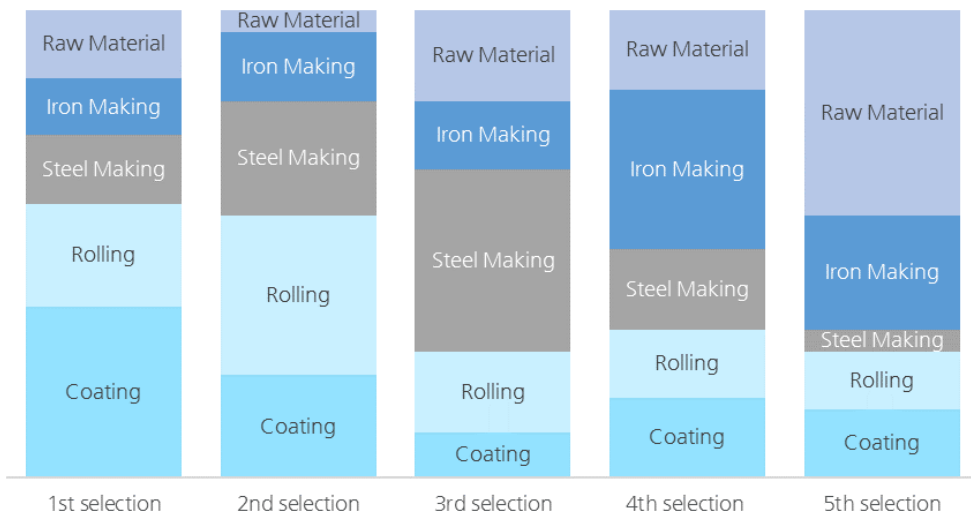 Raw Material
Iron Making
Steel Making
Rolling
Coating
1st selection
Raw Material
Iron Making
Steel Making
Rolling
Coating
2nd selection
Raw Material
Iron Making
Steel Making
Rolling
Coating
3rd selection
Raw Material
Iron Making
Steel Making
Rolling
Coating
4th selection
Raw Material
Iron Making
Steel Making
Rolling
Coating
5th selection